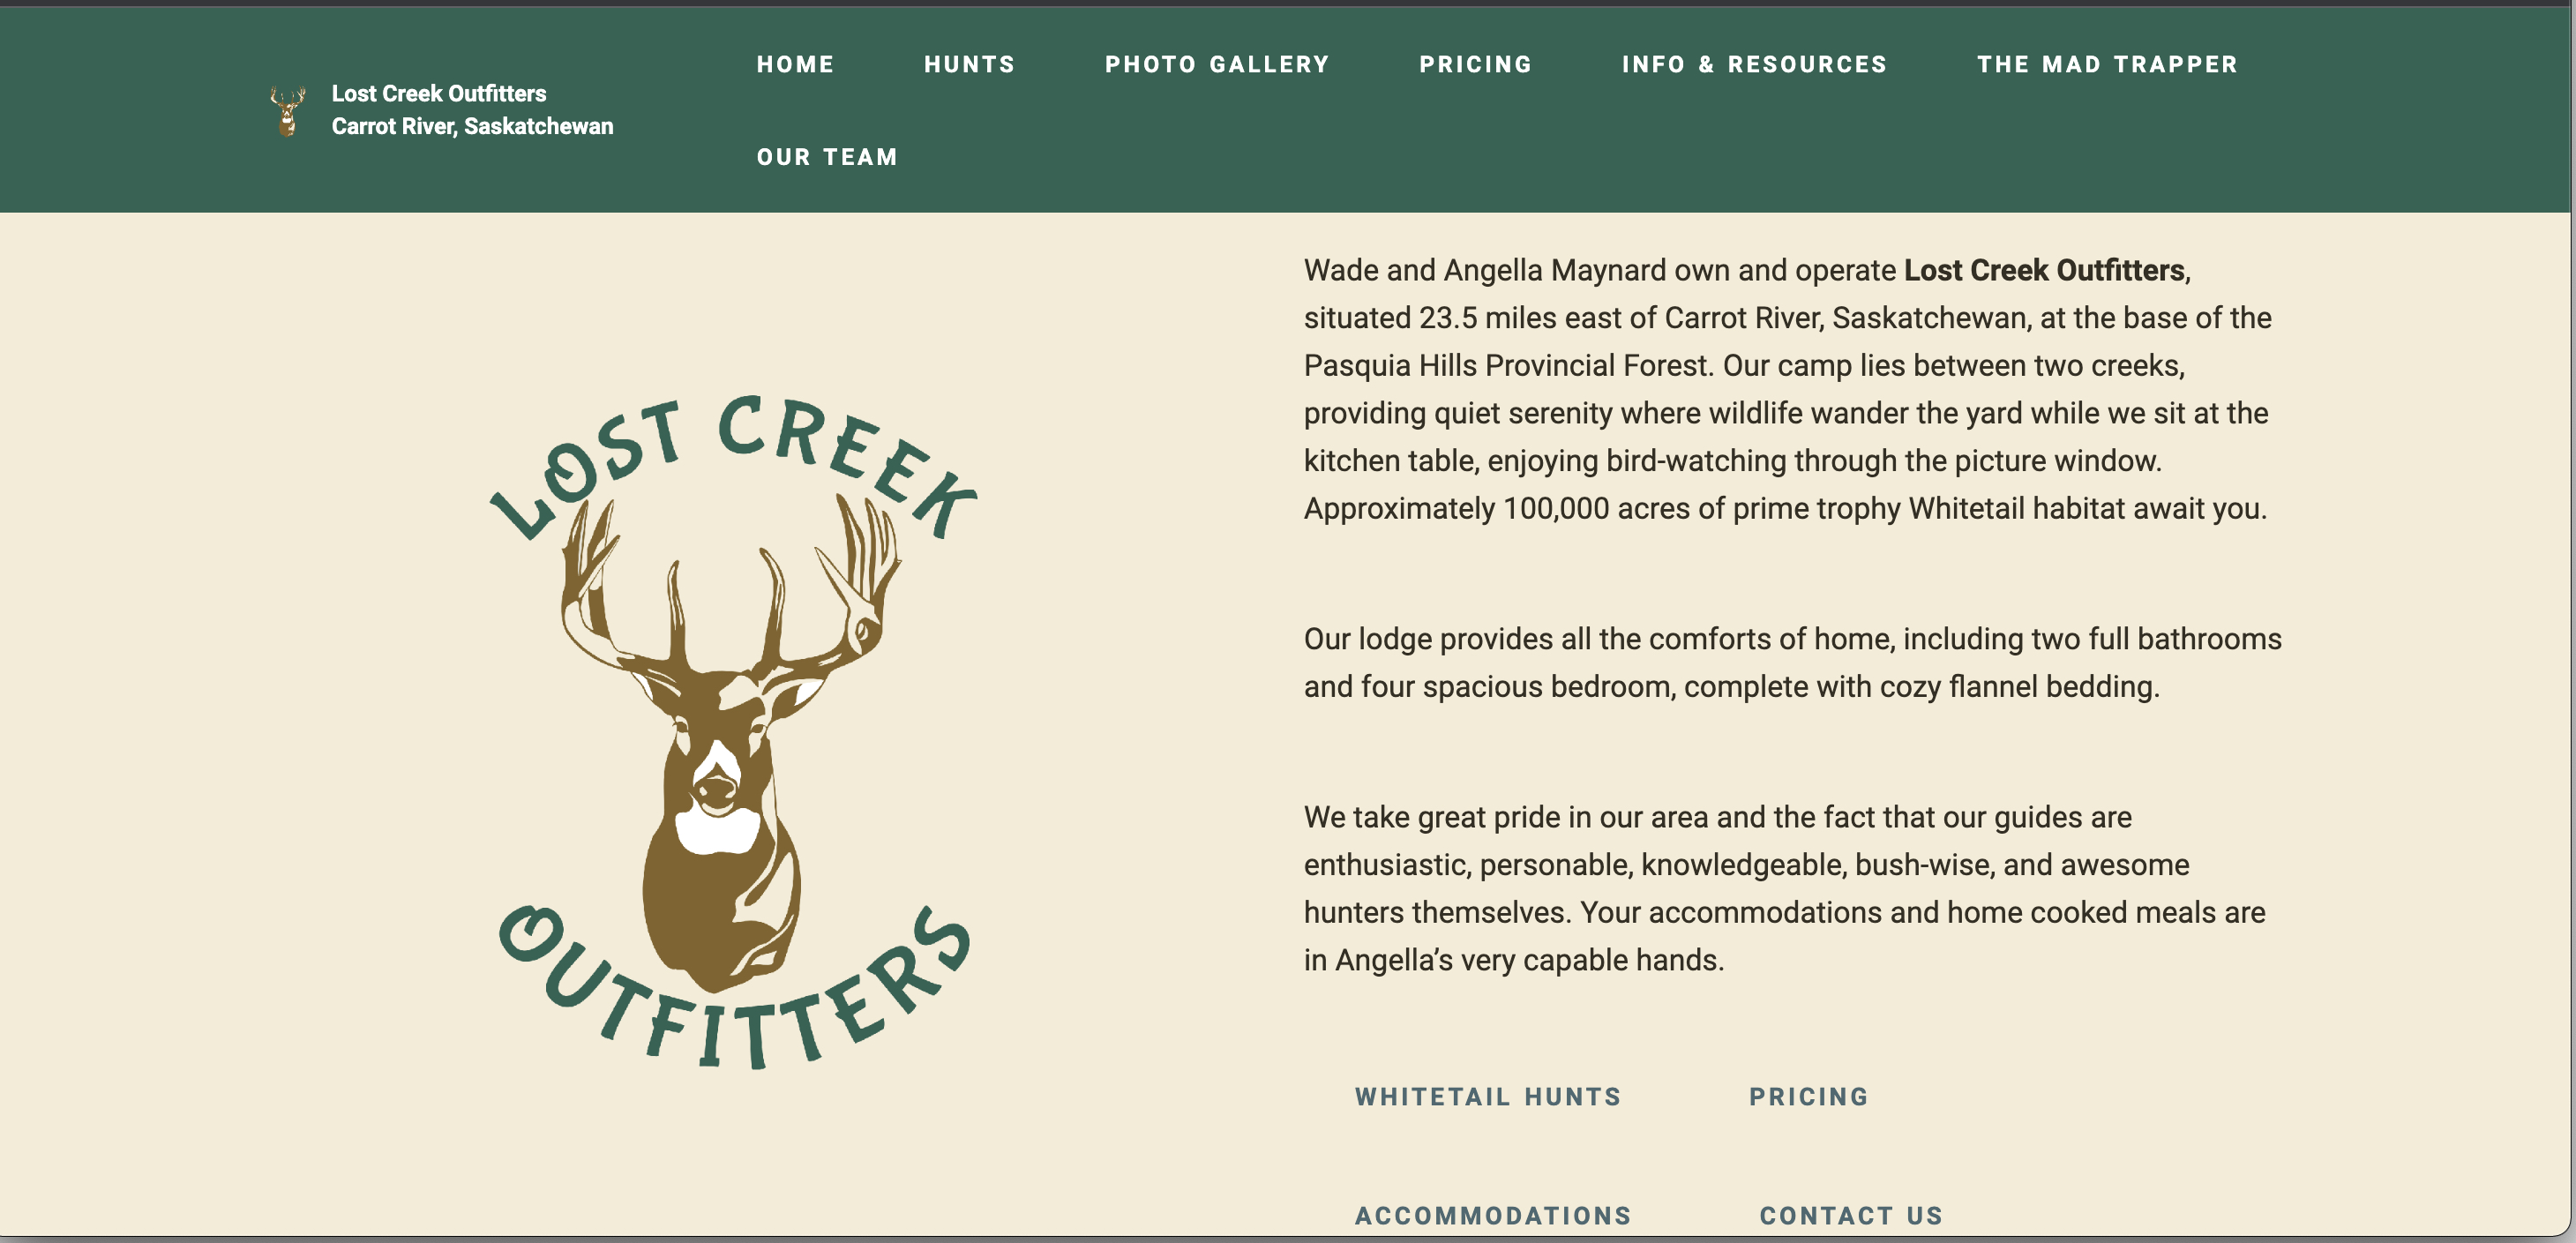 Lost Creek Outfitters
Carrot River, Saskatchewan
HOME HUNTS PHOTO GALLERY PRICING INFO & RESOURCES THE MAD TRAPPER
OUR TEAM
LOST CREEK
OUTFITTERS
Wade and Angella Maynard own and operate Lost Creek Outfitters,
situated 23.5 miles east of Carrot River, Saskatchewan, at the base of the
Pasquia Hills Provincial Forest. Our camp lies between two creeks,
providing quiet serenity where wildlife wander the yard while we sit at the
kitchen table, enjoying bird-watching through the picture window.
Approximately 100,000 acres of prime trophy Whitetail habitat await you.
Our lodge provides all the comforts of home, including two full bathrooms
and four spacious bedroom, complete with cozy flannel bedding.
We take great pride in our area and the fact that our guides are
enthusiastic, personable, knowledgeable, bush-wise, and awesome
hunters themselves. Your accommodations and home cooked meals are
in Angella’s very capable hands.
WHITETAIL HUNTS PRICING
ACCOMMODATIONS CONTACT US